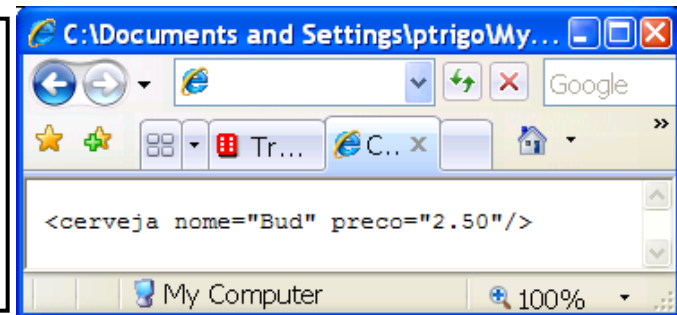 C:\Documents and Settings\ptrigo\My...
Google
Tr... C.. x
»
<cerveja nome="Bud" preco="2.50"/>
My Computer 100%